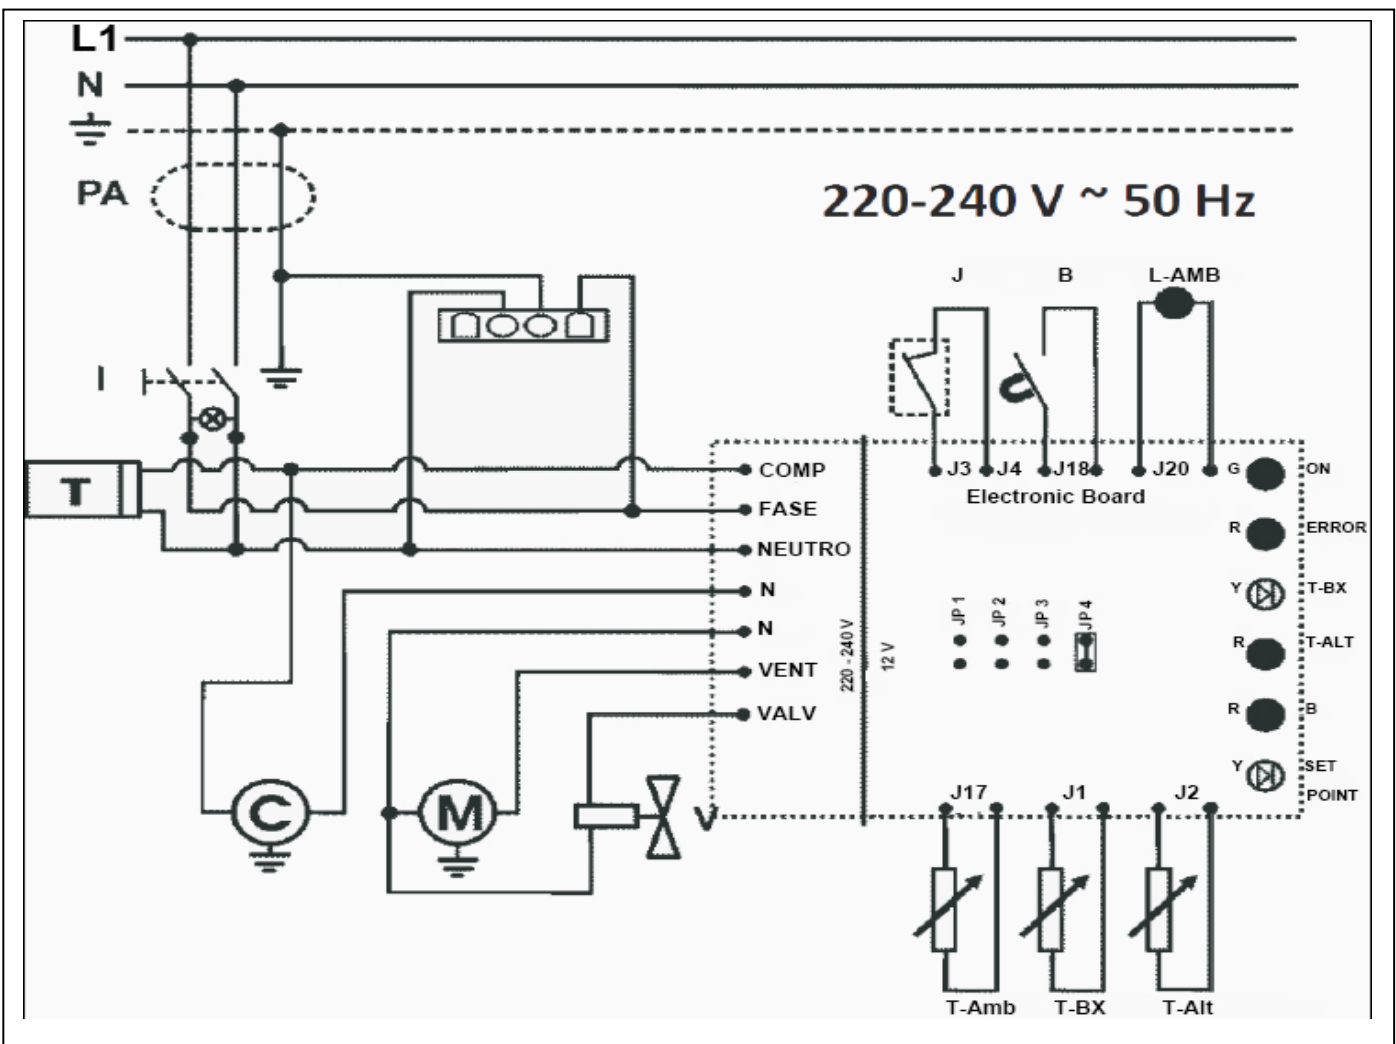 L1
N
PA
220-240 V ~ 50 Hz
J B L-AMB
I
T
COMP
FASE
NEUTRO
N
N
VENT
VALV
J3 J4 J18 J20
Electronic Board
G ON
R ERROR
Y T-BX
R T-ALT
R B
Y SET
POINT
JP 1 JP 2 JP 3 JP 4
220 - 240 V
12 V
C
M
V
J17 J1 J2
T-Amb T-BX T-Alt